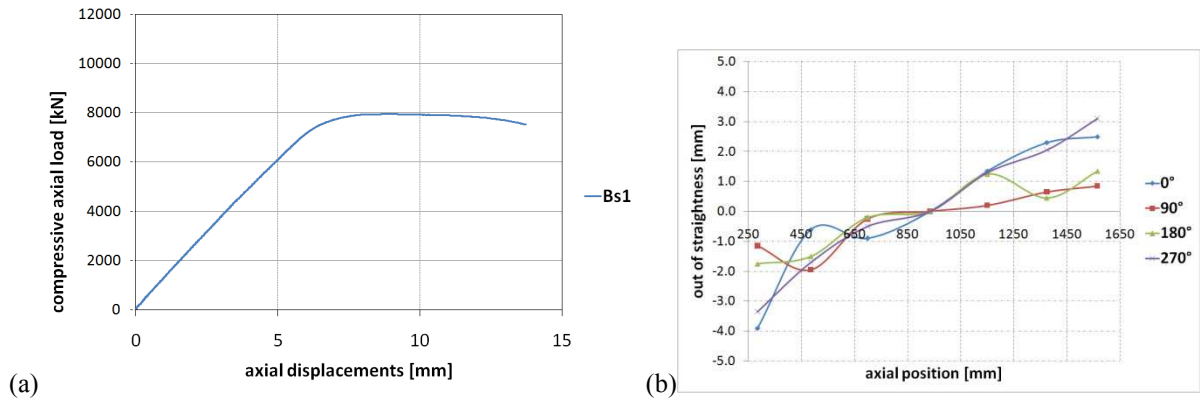 12000
10000
8000
6000
4000
2000
0
0 5 10 15
compressive axial load [kN]
axial displacements [mm]
Bs1
(a)
5.0
4.0
3.0
2.0
1.0
0.0
-1.0
-2.0
-3.0
-4.0
-5.0
250 450 650 850 1050 1250 1450 1650
out of straightness [mm]
axial position [mm]
0°
90°
180°
270°
(b)